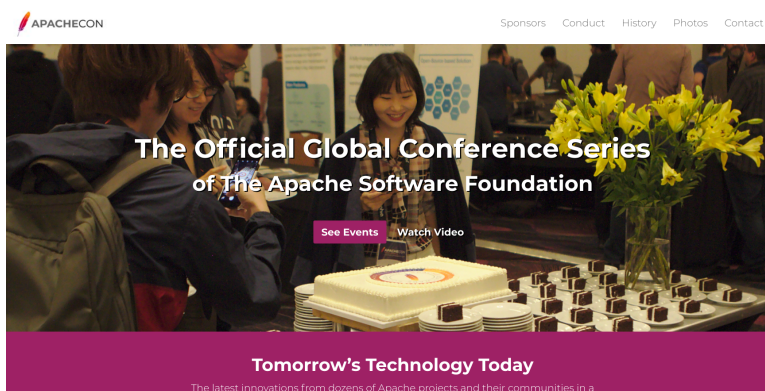 APACHECON
Sponsors Conduct History Photos Contact
The Official Global Conference Series
of The Apache Software Foundation
See Events Watch Video
Tomorrow's Technology Today
The latest innovations from dozens of Apache projects and their communities in a